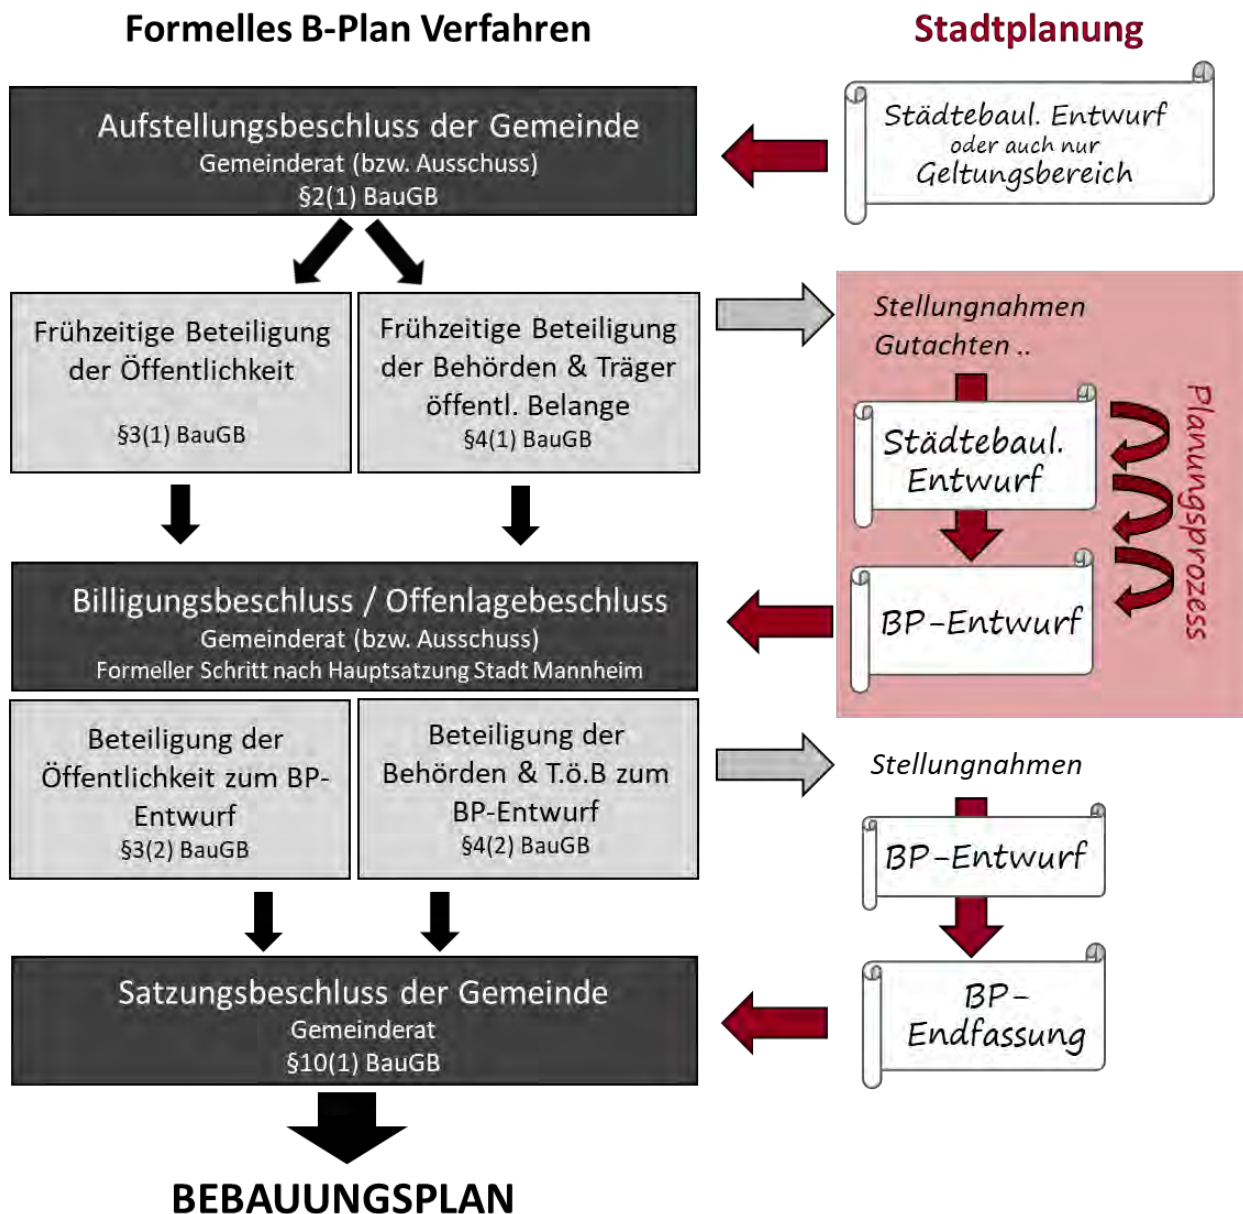 Formelles B-Plan Verfahren
Stadtplanung
Aufstellungsbeschluss der Gemeinde
Gemeinderat (bzw. Ausschuss)
§2(1) BauGB
Städtebaul. Entwurf
oder auch nur
Geltungsbereich
Frühzeitige Beteiligung
der Öffentlichkeit
§3(1) BauGB
Frühzeitige Beteiligung
der Behörden & Träger
öffentl. Belange
§4(1) BauGB
Stellungnahmen
Gutachten ..
Städtebaul.
Entwurf
Planungsprozess
BP-Entwurf
Billigungsbeschluss / Offenlagebeschluss
Gemeinderat (bzw. Ausschuss)
Formeller Schritt nach Hauptsatzung Stadt Mannheim
Beteiligung der
Öffentlichkeit zum BP-
Entwurf
§3(2) BauGB
Beteiligung der
Behörden & T.ö.B zum
BP-Entwurf
§4(2) BauGB
Stellungnahmen
BP-Entwurf
BP-
Endfassung
Satzungsbeschluss der Gemeinde
Gemeinderat
§10(1) BauGB
BEBAUUNGSPLAN